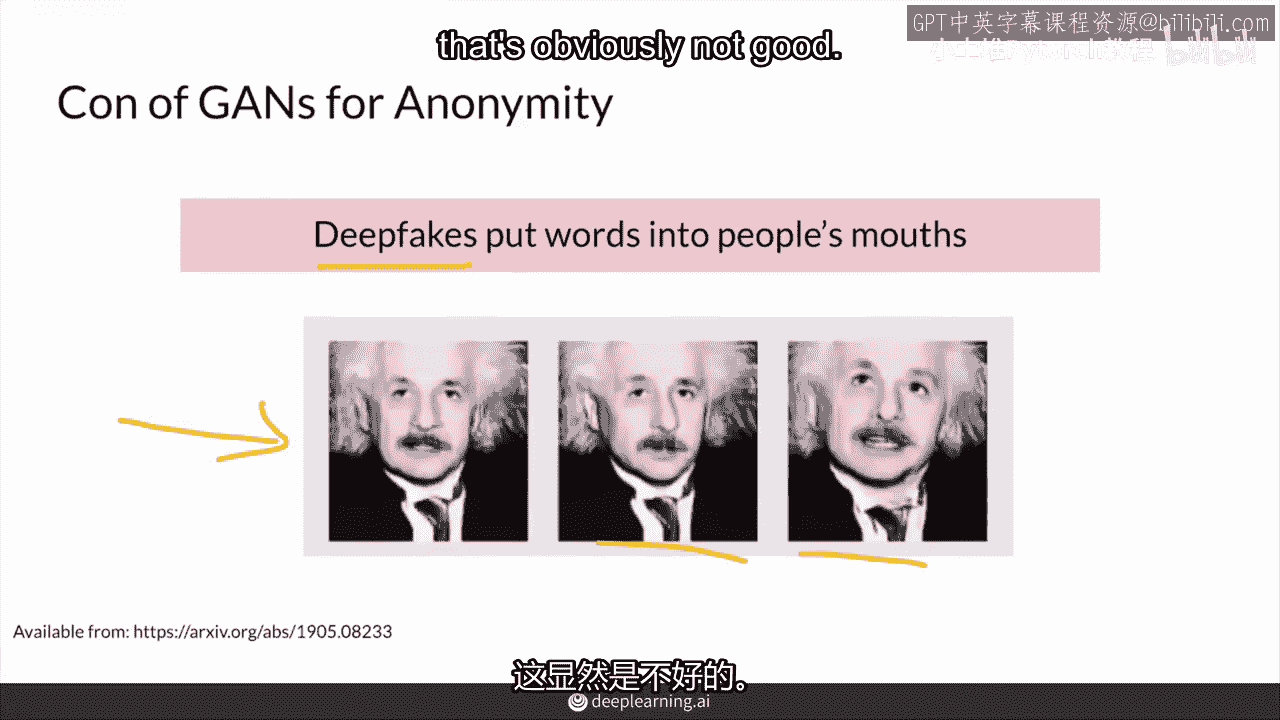 GPT中英字幕课程资源@bilibili.com
that's obviously not good.
bilibili
Con of GANs for Anonymity
Deepfakes put words into people's mouths
Available from: https://arxiv.org/abs/1905.08233
这显然是不好的。
deeplearning.ai